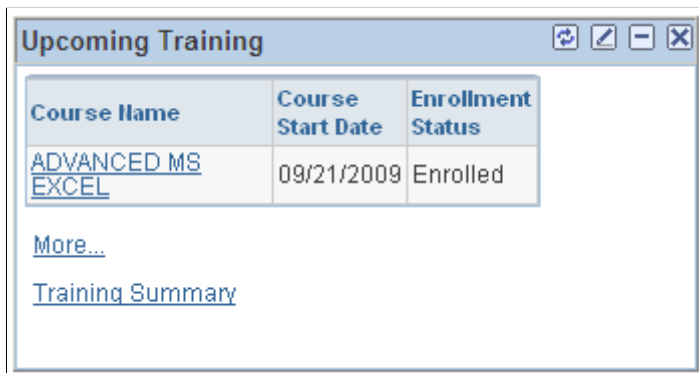 Upcoming Training
Course Name
Course
Start Date
Enrollment
Status
ADVANCED MS
EXCEL
09/21/2009
Enrolled
More...
Training Summary